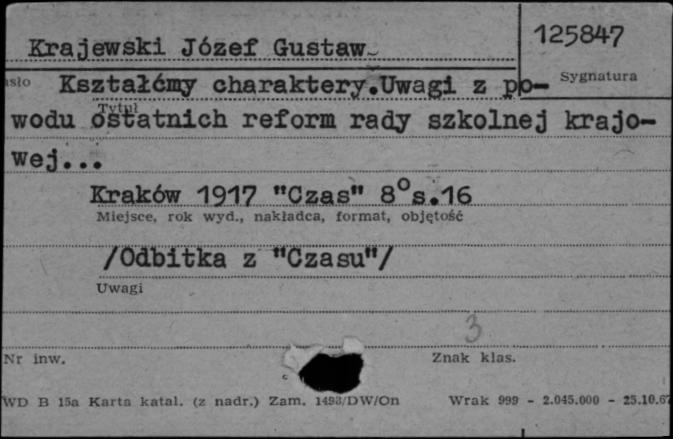 Krajewski Józef Gustaw
125847
Sygnatura
Kształćmy charaktery.Uwagi z po-
Tytuł
wodu ostatnich reform rady szkolnej krajo-
wej...
Kraków 1917 "Czas" 8°s.16
Miejsce, rok wyd., nakładca, format, objętość
/Odbitka z "Czasu"/
Uwagi
3
Nr inw.
Znak klas.
WD B 15a Karta katal. (z nadr.) Zam. 1493/DW/On
Wrak 999 - 2.045.000 - 25.10.67